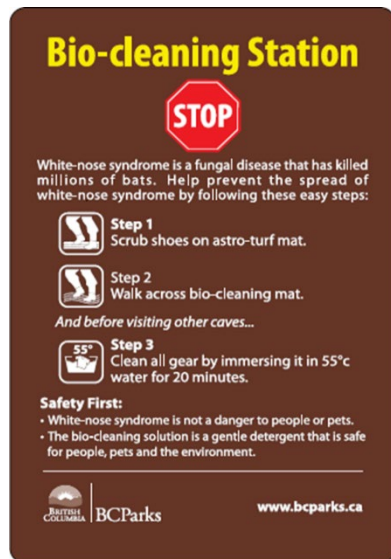 Bio-cleaning Station
STOP
White-nose syndrome is a fungal disease that has killed
millions of bats. Help prevent the spread of
white-nose syndrome by following these easy steps:
Step 1
Scrub shoes on astro-turf mat.
Step 2
Walk across bio-cleaning mat.
And before visiting other caves...
55°
Step 3
Clean all gear by immersing it in 55°c
water for 20 minutes.
Safety First:
• White-nose syndrome is not a danger to people or pets.
• The bio-cleaning solution is a gentle detergent that is safe
for people, pets and the environment.
BRITISH
COLUMBIA
BCParks
www.bcparks.ca